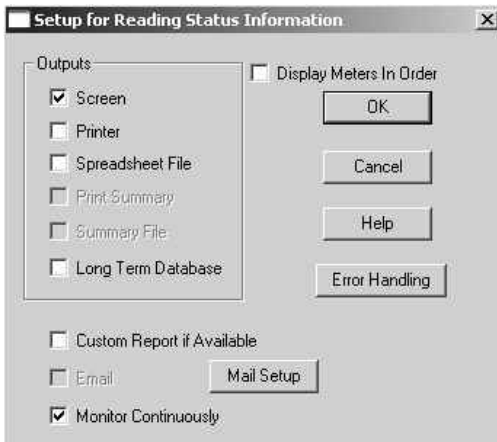 Setup for Reading Status Information
Outputs
Screen
Printer
Spreadsheet File
Print Summary
Summary File
Long Term Database
Display Meters In Order
OK
Cancel
Help
Error Handling
Custom Report if Available
Email
Mail Setup
Monitor Continuously